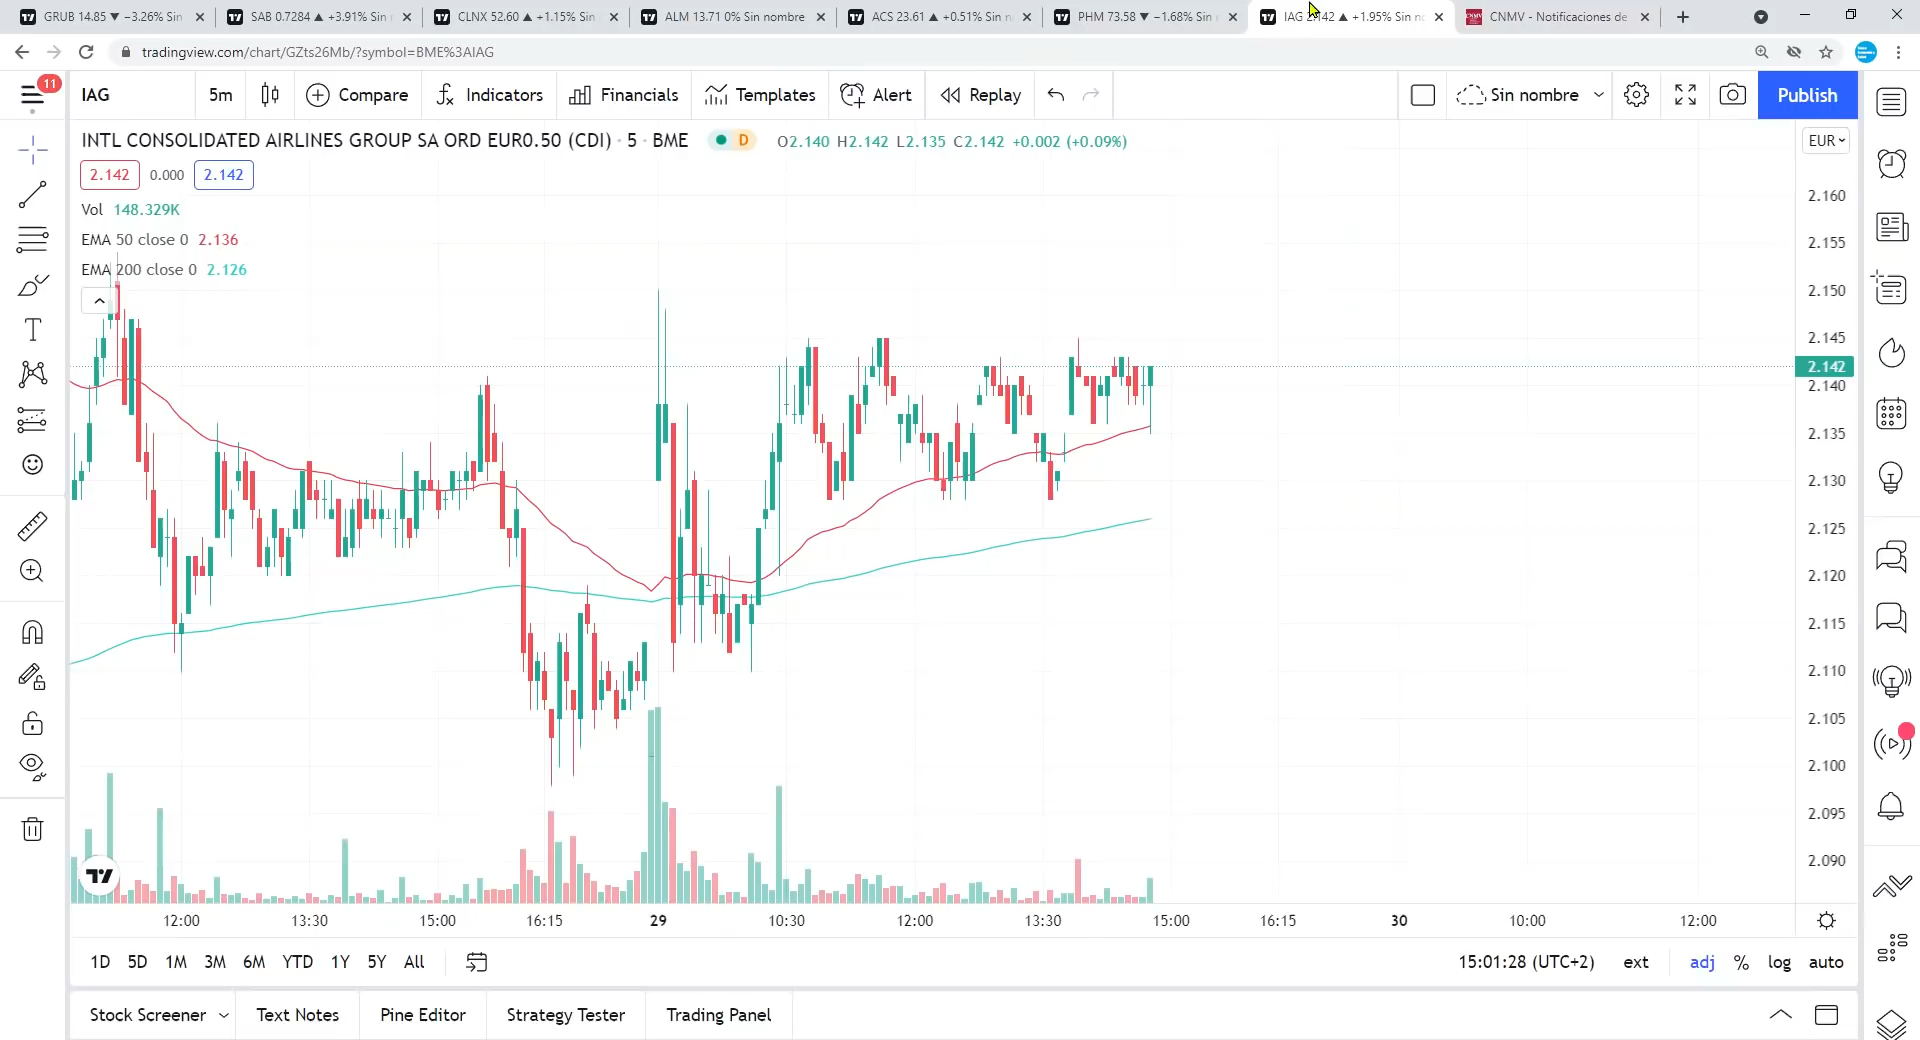 GRUB 14.85 ▼ −3.26% Sin
SAB 0.7284 ▲ +3.91% Sin
CLNX 52.60 ▲ +1.15% Sin
ALM 13.71 0% Sin nombre
ACS 23.61 ▲ +0.51% Sin n
PHM 73.58 ▼ −1.68% Sin
IAG 2.142 ▲ +1.95% Sin no
CNMV - Notificaciones de
tradingview.com/chart/GZts26Mb/?symbol=BME%3AIAG
11
IAG
5m
Compare
Indicators
Financials
Templates
Alert
Replay
Sin nombre
Publish
INTL CONSOLIDATED AIRLINES GROUP SA ORD EUR0.50 (CDI) · 5 · BME
D
O2.140 H2.142 L2.135 C2.142 +0.002 (+0.09%)
EUR
2.142 0.000 2.142
Vol 148.329K
EMA 50 close 0 2.136
EMA 200 close 0 2.126
2.160
2.155
2.150
2.145
2.142
2.140
2.135
2.130
2.125
2.120
2.115
2.110
2.105
2.100
2.095
2.090
12:00 13:30 15:00 16:15 29 10:30 12:00 13:30 15:00 16:15 30 10:00 12:00
1D 5D 1M 3M 6M YTD 1Y 5Y All
15:01:28 (UTC+2) ext adj % log auto
Stock Screener Text Notes Pine Editor Strategy Tester Trading Panel